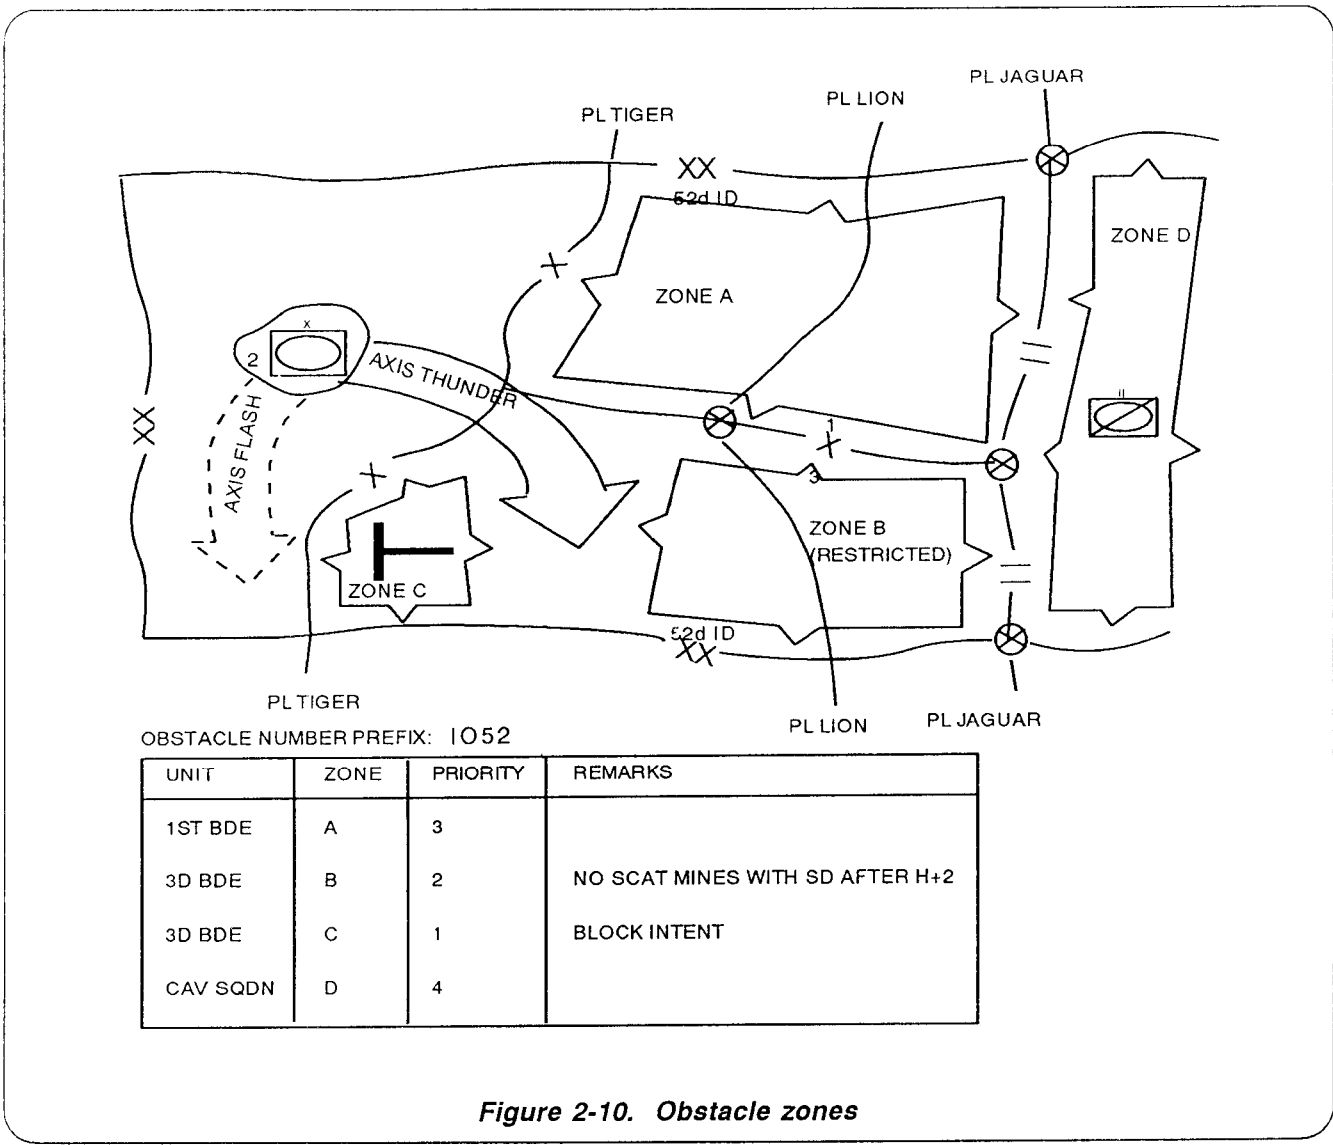 PL JAGUAR
PL LION
PL TIGER
XX
52d ID
ZONE D
ZONE A
X
2
AXIS THUNDER
AXIS FLASH
XX
1
X
3
ZONE B
(RESTRICTED)
ZONE C
52d ID
XX
PL TIGER
PL LION
PL JAGUAR
OBSTACLE NUMBER PREFIX: IO52
UNIT ZONE PRIORITY REMARKS
1ST BDE A 3
3D BDE B 2 NO SCAT MINES WITH SD AFTER H+2
3D BDE C 1 BLOCK INTENT
CAV SQDN D 4
Figure 2-10. Obstacle zones